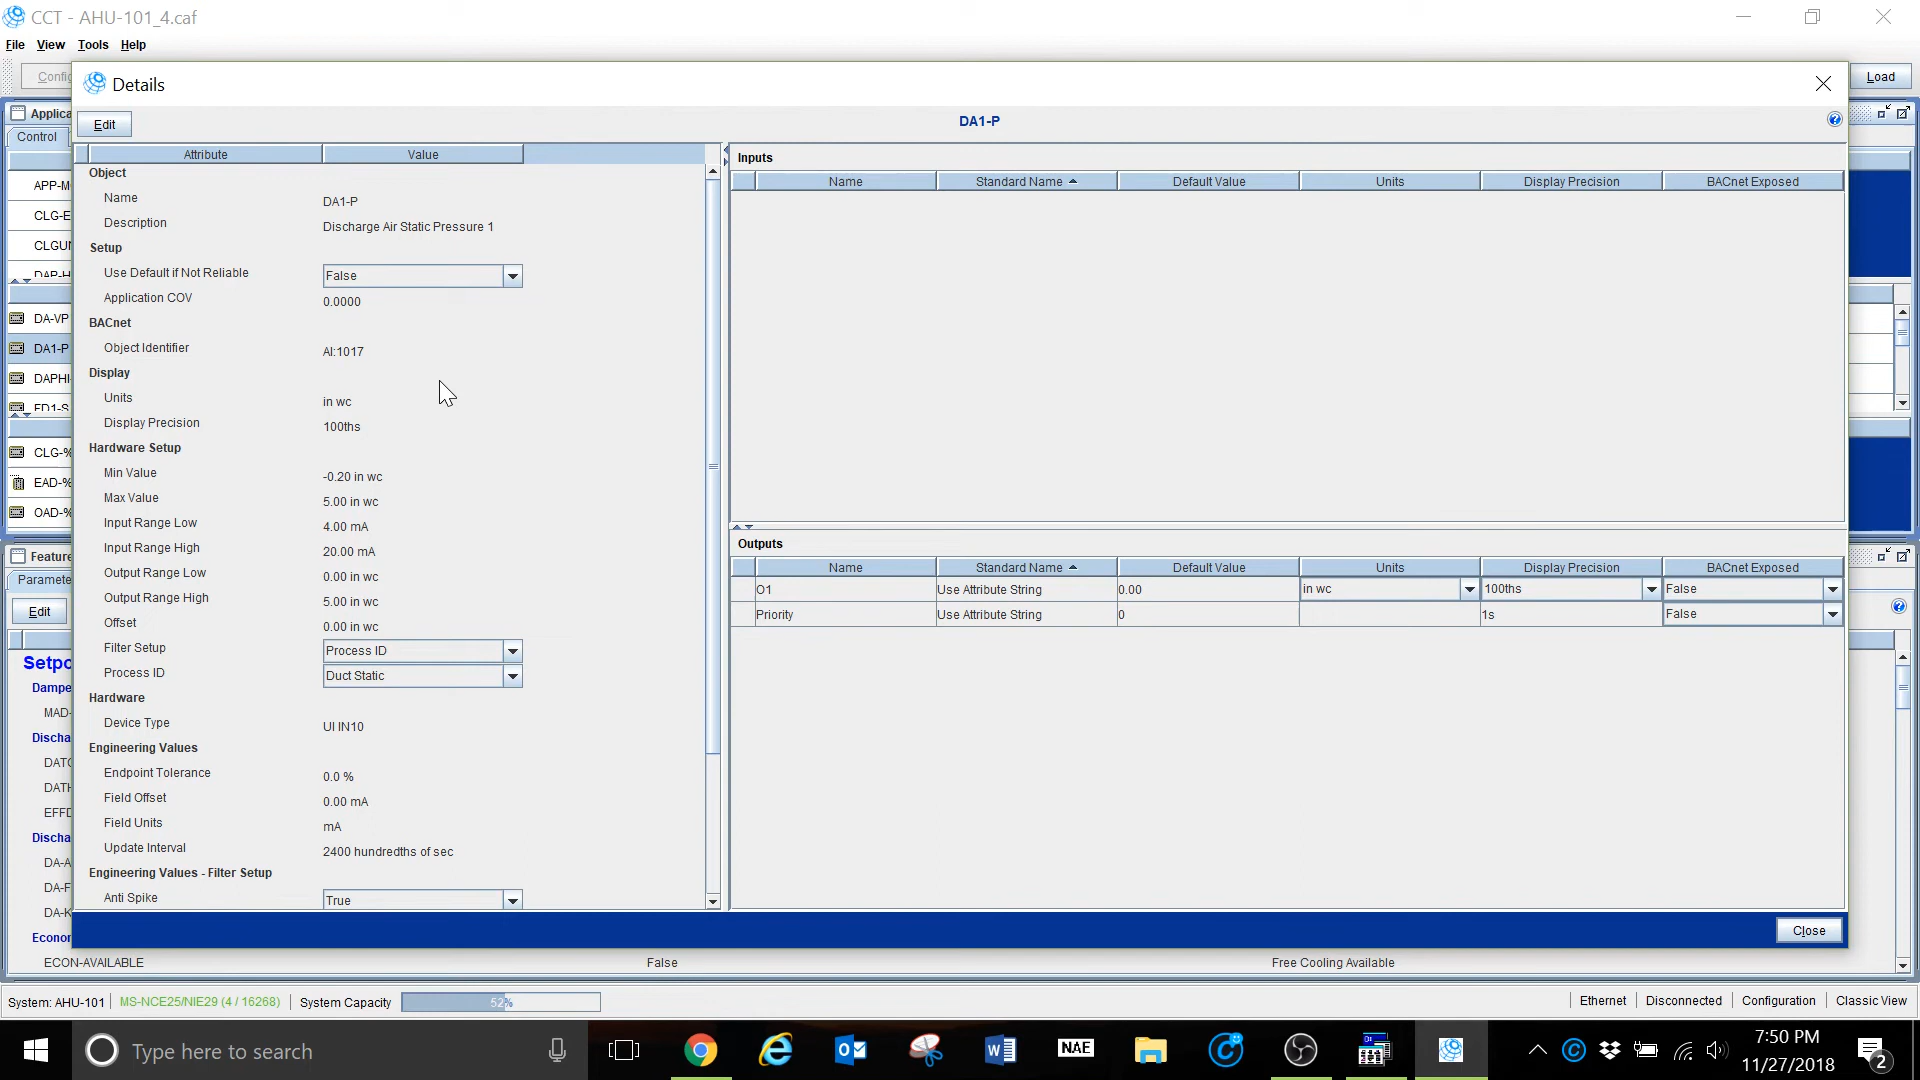 CCT - AHU-101_4.caf
File View Tools Help
Load
Details
Edit
DA1-P
Control
Attribute Value
Object
Name DA1-P
Description Discharge Air Static Pressure 1
Setup
Use Default if Not Reliable False
Application COV 0.0000
BACnet
Object Identifier AI:1017
Display
Units in wc
Display Precision 100ths
Hardware Setup
Min Value -0.20 in wc
Max Value 5.00 in wc
Input Range Low 4.00 mA
Input Range High 20.00 mA
Output Range Low 0.00 in wc
Output Range High 5.00 in wc
Offset 0.00 in wc
Filter Setup Process ID
Process ID Duct Static
Hardware
Device Type UI IN10
Engineering Values
Endpoint Tolerance 0.0 %
Field Offset 0.00 mA
Field Units mA
Update Interval 2400 hundredths of sec
Engineering Values - Filter Setup
Anti Spike True
Inputs
Name Standard Name Default Value Units Display Precision BACnet Exposed
Outputs
Name Standard Name Default Value Units Display Precision BACnet Exposed
O1 Use Attribute String 0.00 in wc 100ths False
Priority Use Attribute String 0 1s False
Close
DA-VP
DA1-P
CLG-%
EAD-%
OAD-%
Edit
ECON-AVAILABLE False Free Cooling Available
System: AHU-101 MS-NCE25/NIE29 (4 / 16268) System Capacity 52% Ethernet Disconnected Configuration Classic View
Type here to search
NAE
7:50 PM
11/27/2018
2